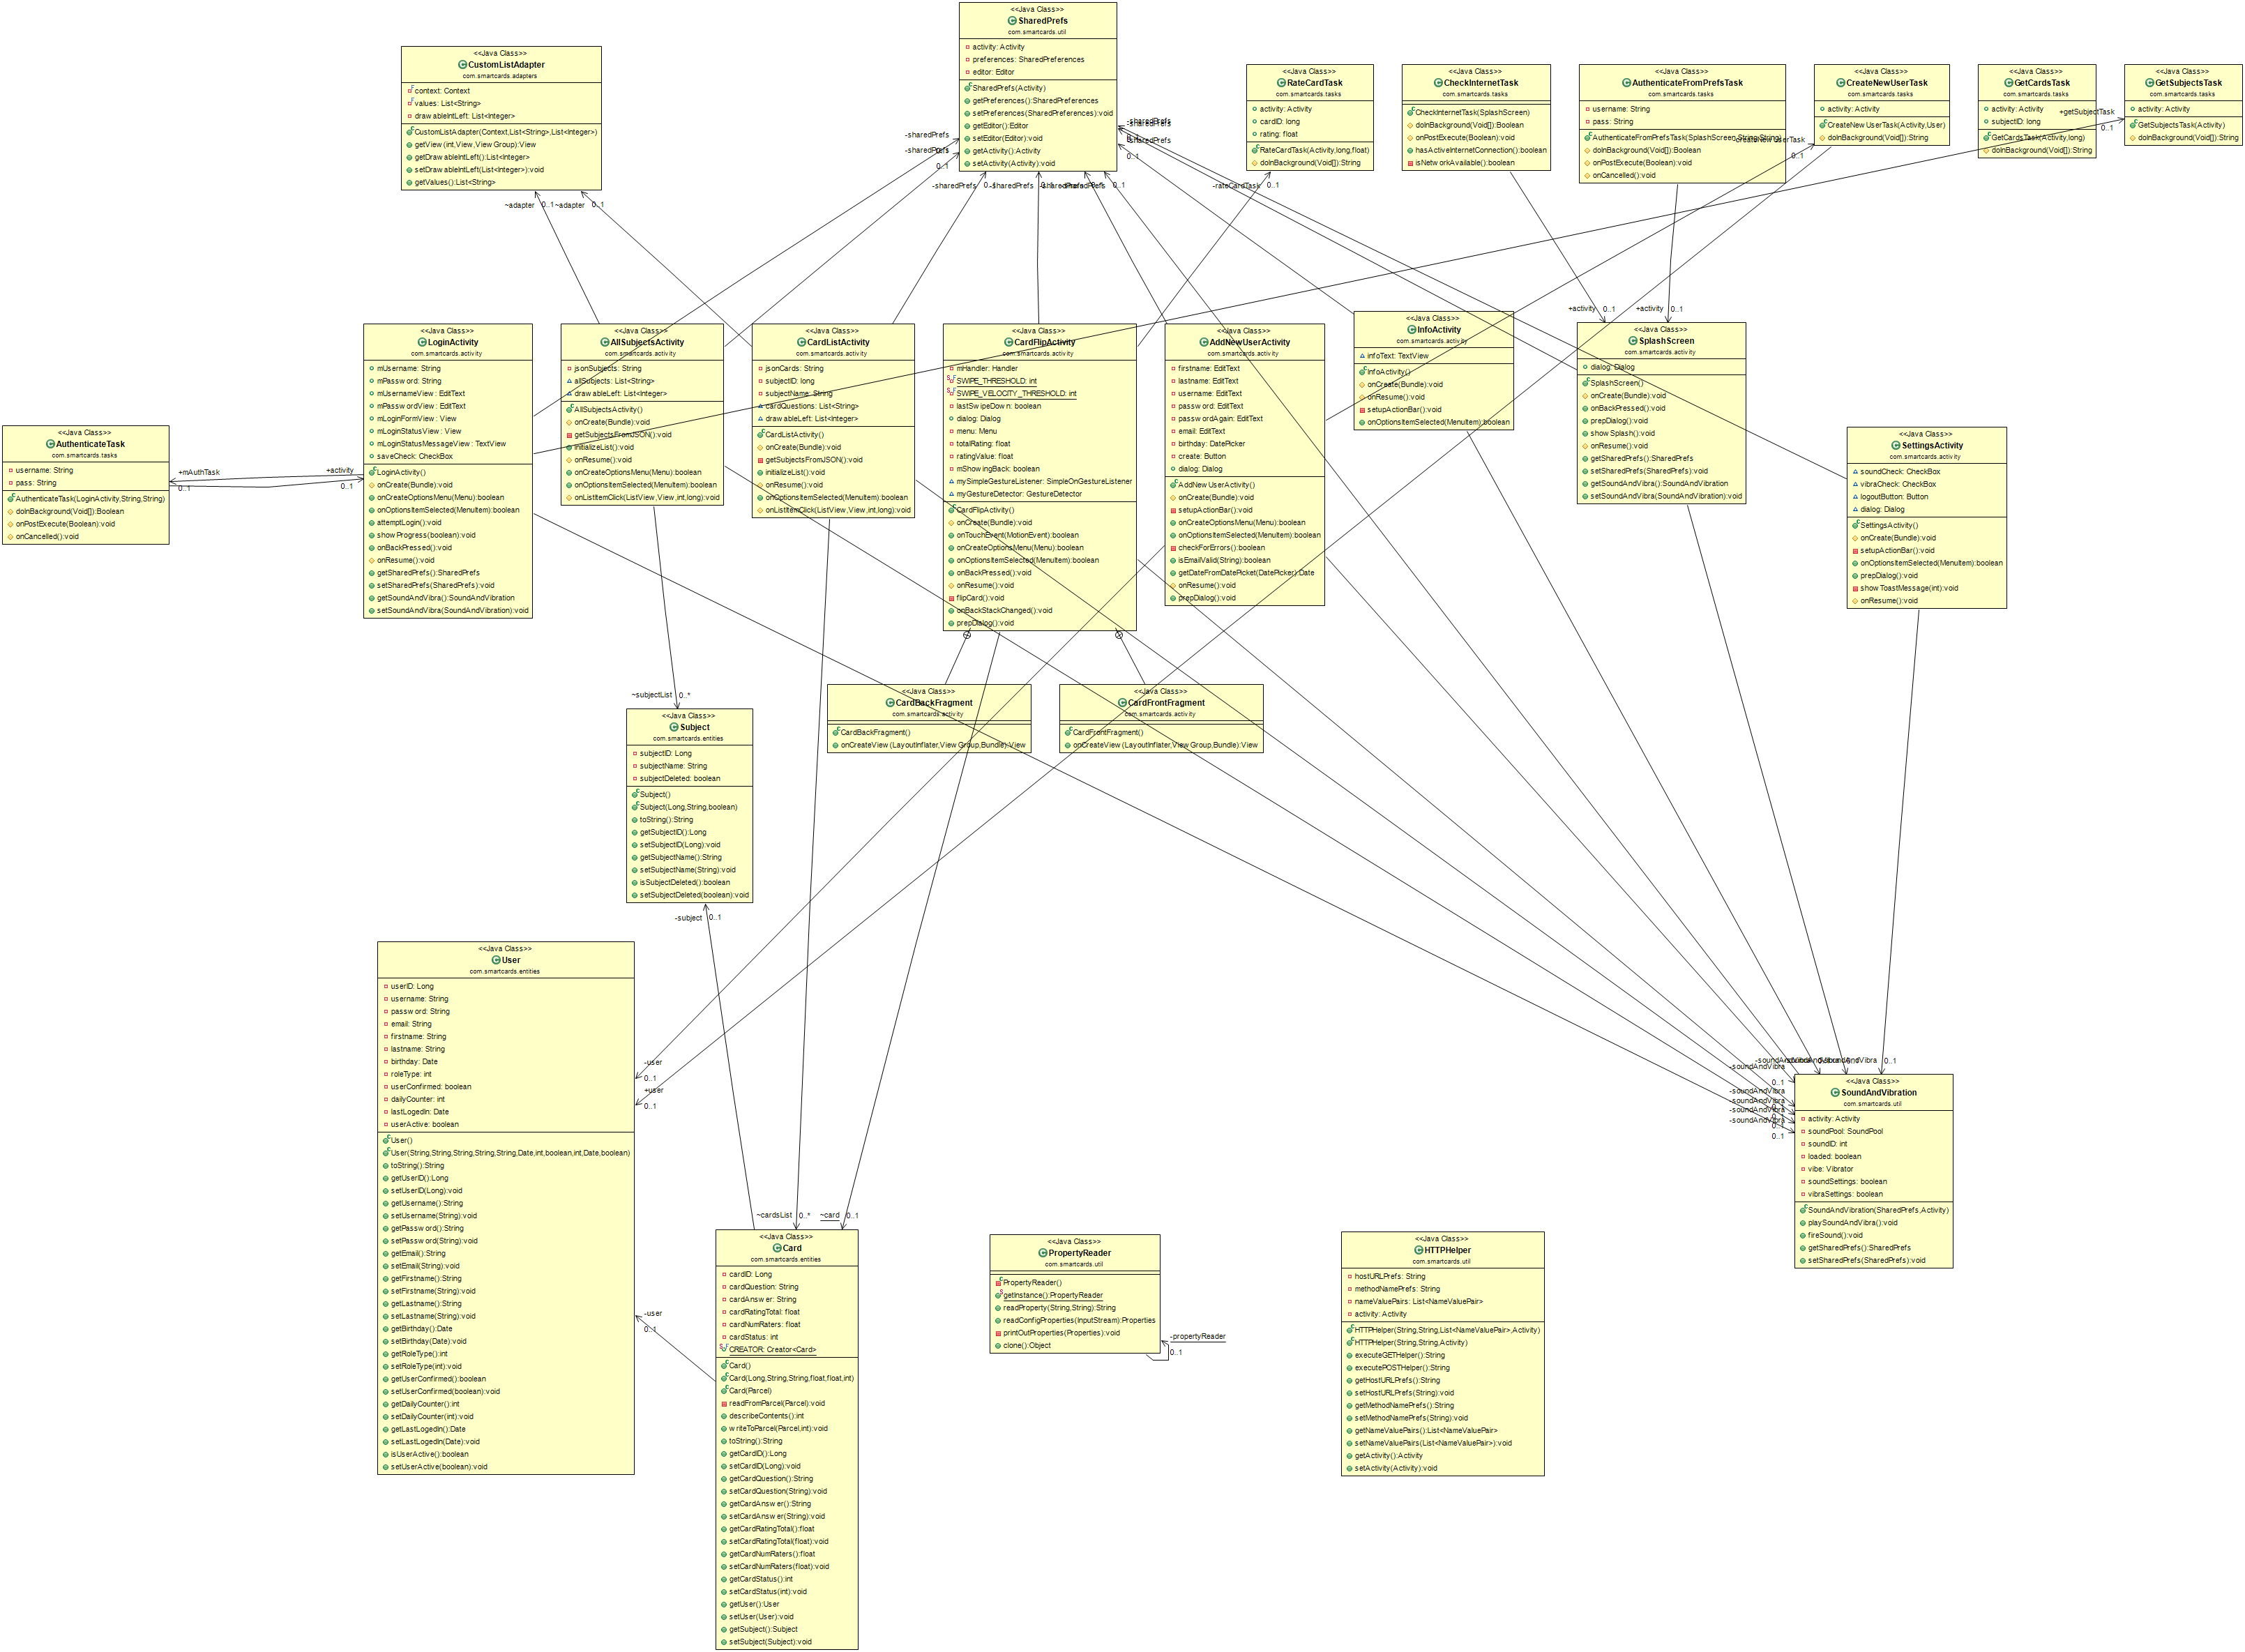 <<Java Class>>
SharedPrefs
com.smartcards.util
activity: Activity
preferences: SharedPreferences
editor: Editor
SharedPrefs(Activity)
getPreferences():SharedPreferences
setPreferences(SharedPreferences):void
getEditor():Editor
setEditor(Editor):void
getActivity():Activity
setActivity(Activity):void
<<Java Class>>
CustomListAdapter
com.smartcards.adapters
context: Context
values: List<String>
drawableIntLeft: List<Integer>
CustomListAdapter(Context,List<String>,List<Integer>)
getView(int,View,ViewGroup):View
getDrawableIntLeft():List<Integer>
setDrawableIntLeft(List<Integer>):void
getValues():List<String>
<<Java Class>>
RateCardTask
com.smartcards.tasks
activity: Activity
cardID: long
rating: float
RateCardTask(Activity,long,float)
doInBackground(Void[]):String
<<Java Class>>
CheckInternetTask
com.smartcards.tasks
CheckInternetTask(SplashScreen)
doInBackground(Void[]):Boolean
onPostExecute(Boolean):void
hasActiveInternetConnection():boolean
isNetworkAvailable():boolean
<<Java Class>>
AuthenticateFromPrefsTask
com.smartcards.tasks
username: String
pass: String
AuthenticateFromPrefsTask(SplashScreen,String,String)
doInBackground(Void[]):Boolean
onPostExecute(Boolean):void
onCancelled():void
<<Java Class>>
CreateNewUserTask
com.smartcards.tasks
activity: Activity
CreateNewUserTask(Activity,User)
doInBackground(Void[]):String
<<Java Class>>
GetCardsTask
com.smartcards.tasks
activity: Activity
subjectID: long
GetCardsTask(Activity,long)
doInBackground(Void[]):String
<<Java Class>>
GetSubjectsTask
com.smartcards.tasks
activity: Activity
GetSubjectsTask(Activity)
doInBackground(Void[]):String
+getSubjectTask
0..1
-createNewUserTask
0..1
-sharedPrefs
-sharedPrefs
0..1
-sharedPrefs
-sharedPrefs
-sharedPrefs
0..1
-sharedPrefs
-sharedPrefs
0..1
-rateCardTask
0..1
~adapter
0..1
~adapter
0..1
+activity
0..1
+activity
0..1
<<Java Class>>
AuthenticateTask
com.smartcards.tasks
username: String
pass: String
AuthenticateTask(LoginActivity,String,String)
doInBackground(Void[]):Boolean
onPostExecute(Boolean):void
onCancelled():void
+mAuthTask
0..1
+activity
0..1
<<Java Class>>
LoginActivity
com.smartcards.activity
mUsername: String
mPassword: String
mUsernameView: EditText
mPasswordView: EditText
mLoginFormView: View
mLoginStatusView: View
mLoginStatusMessageView: TextView
saveCheck: CheckBox
LoginActivity()
onCreate(Bundle):void
onCreateOptionsMenu(Menu):boolean
onOptionsItemSelected(MenuItem):boolean
attemptLogin():void
showProgress(boolean):void
onBackPressed():void
onResume():void
getSharedPrefs():SharedPrefs
setSharedPrefs(SharedPrefs):void
getSoundAndVibra():SoundAndVibration
setSoundAndVibra(SoundAndVibration):void
<<Java Class>>
AllSubjectsActivity
com.smartcards.activity
jsonSubjects: String
allSubjects: List<String>
drawableLeft: List<Integer>
AllSubjectsActivity()
onCreate(Bundle):void
getSubjectsFromJSON():void
initializeList():void
onResume():void
onCreateOptionsMenu(Menu):boolean
onOptionsItemSelected(MenuItem):boolean
onListItemClick(ListView,View,int,long):void
<<Java Class>>
CardListActivity
com.smartcards.activity
jsonCards: String
subjectID: long
subjectName: String
cardQuestions: List<String>
drawableLeft: List<Integer>
CardListActivity()
onCreate(Bundle):void
getSubjectsFromJSON():void
initializeList():void
onResume():void
onOptionsItemSelected(MenuItem):boolean
onListItemClick(ListView,View,int,long):void
<<Java Class>>
CardFlipActivity
com.smartcards.activity
mHandler: Handler
SWIPE_THRESHOLD: int
SWIPE_VELOCITY_THRESHOLD: int
lastSwipeDown: boolean
dialog: Dialog
menu: Menu
totalRating: float
ratingValue: float
mShowingBack: boolean
mySimpleGestureListener: SimpleOnGestureListener
myGestureDetector: GestureDetector
CardFlipActivity()
onCreate(Bundle):void
onTouchEvent(MotionEvent):boolean
onCreateOptionsMenu(Menu):boolean
onOptionsItemSelected(MenuItem):boolean
onBackPressed():void
onResume():void
flipCard():void
onBackStackChanged():void
prepDialog():void
<<Java Class>>
AddNewUserActivity
com.smartcards.activity
firstname: EditText
lastname: EditText
username: EditText
password: EditText
passwordAgain: EditText
email: EditText
birthday: DatePicker
create: Button
dialog: Dialog
AddNewUserActivity()
onCreate(Bundle):void
setupActionBar():void
onCreateOptionsMenu(Menu):boolean
onOptionsItemSelected(MenuItem):boolean
checkForErrors():boolean
isEmailValid(String):boolean
getDateFromDatePicket(DatePicker):Date
onResume():void
prepDialog():void
<<Java Class>>
InfoActivity
com.smartcards.activity
infoText: TextView
InfoActivity()
onCreate(Bundle):void
onResume():void
setupActionBar():void
onOptionsItemSelected(MenuItem):boolean
<<Java Class>>
SplashScreen
com.smartcards.activity
dialog: Dialog
SplashScreen()
onCreate(Bundle):void
onBackPressed():void
prepDialog():void
showSplash():void
onResume():void
getSharedPrefs():SharedPrefs
setSharedPrefs(SharedPrefs):void
getSoundAndVibra():SoundAndVibration
setSoundAndVibra(SoundAndVibration):void
<<Java Class>>
SettingsActivity
com.smartcards.activity
soundCheck: CheckBox
vibraCheck: CheckBox
logoutButton: Button
dialog: Dialog
SettingsActivity()
onCreate(Bundle):void
setupActionBar():void
onOptionsItemSelected(MenuItem):boolean
prepDialog():void
showToastMessage(int):void
onResume():void
~subjectList
0..*
<<Java Class>>
CardBackFragment
com.smartcards.activity
CardBackFragment()
onCreateView(LayoutInflater,ViewGroup,Bundle):View
<<Java Class>>
CardFrontFragment
com.smartcards.activity
CardFrontFragment()
onCreateView(LayoutInflater,ViewGroup,Bundle):View
<<Java Class>>
Subject
com.smartcards.entities
subjectID: Long
subjectName: String
subjectDeleted: boolean
Subject()
Subject(Long,String,boolean)
toString():String
getSubjectID():Long
setSubjectID(Long):void
getSubjectName():String
setSubjectName(String):void
isSubjectDeleted():boolean
setSubjectDeleted(boolean):void
-subject
0..1
<<Java Class>>
User
com.smartcards.entities
userID: Long
username: String
password: String
email: String
firstname: String
lastname: String
birthday: Date
roleType: int
userConfirmed: boolean
dailyCounter: int
lastLogedIn: Date
userActive: boolean
User()
User(String,String,String,String,String,Date,int,boolean,int,Date,boolean)
toString():String
getUserID():Long
setUserID(Long):void
getUsername():String
setUsername(String):void
getPassword():String
setPassword(String):void
getEmail():String
setEmail(String):void
getFirstname():String
setFirstname(String):void
getLastname():String
setLastname(String):void
getBirthday():Date
setBirthday(Date):void
getRoleType():int
setRoleType(int):void
getUserConfirmed():boolean
setUserConfirmed(boolean):void
getDailyCounter():int
setDailyCounter(int):void
getLastLogedIn():Date
setLastLogedIn(Date):void
isUserActive():boolean
setUserActive(boolean):void
-user
0..1
+user
0..1
-user
0..1
~cardsList
0..*
~card
0..1
<<Java Class>>
Card
com.smartcards.entities
cardID: Long
cardQuestion: String
cardAnswer: String
cardRatingTotal: float
cardNumRaters: float
cardStatus: int
CREATOR: Creator<Card>
Card()
Card(Long,String,String,float,float,int)
Card(Parcel)
readFromParcel(Parcel):void
describeContents():int
writeToParcel(Parcel,int):void
toString():String
getCardID():Long
setCardID(Long):void
getCardQuestion():String
setCardQuestion(String):void
getCardAnswer():String
setCardAnswer(String):void
getCardRatingTotal():float
setCardRatingTotal(float):void
getCardNumRaters():float
setCardNumRaters(float):void
getCardStatus():int
setCardStatus(int):void
getUser():User
setUser(User):void
getSubject():Subject
setSubject(Subject):void
<<Java Class>>
PropertyReader
com.smartcards.util
PropertyReader()
getInstance():PropertyReader
readProperty(String,String):String
readConfigProperties(InputStream):Properties
printOutProperties(Properties):void
clone():Object
-propertyReader
0..1
<<Java Class>>
HTTPHelper
com.smartcards.util
hostURLPrefs: String
methodNamePrefs: String
nameValuePairs: List<NameValuePair>
activity: Activity
HTTPHelper(String,String,List<NameValuePair>,Activity)
HTTPHelper(String,String,Activity)
executeGETHelper():String
executePOSTHelper():String
getHostURLPrefs():String
setHostURLPrefs(String):void
getMethodNamePrefs():String
setMethodNamePrefs(String):void
getNameValuePairs():List<NameValuePair>
setNameValuePairs(List<NameValuePair>):void
getActivity():Activity
setActivity(Activity):void
0..1
-soundAndVibra
0..1
-soundAndVibra
-soundAndVibra
-soundAndVibra
-soundAndVibra
0..1
<<Java Class>>
SoundAndVibration
com.smartcards.util
activity: Activity
soundPool: SoundPool
soundID: int
loaded: boolean
vibe: Vibrator
soundSettings: boolean
vibraSettings: boolean
SoundAndVibration(SharedPrefs,Activity)
playSoundAndVibra():void
fireSound():void
getSharedPrefs():SharedPrefs
setSharedPrefs(SharedPrefs):void